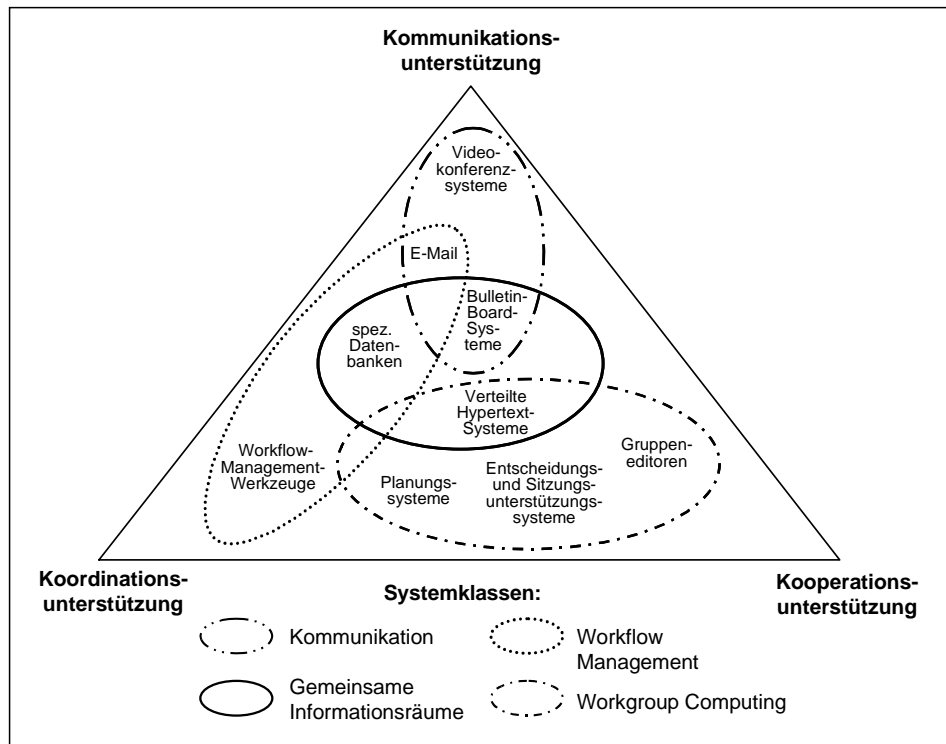 Kommunikations-
unterstützung
Video-
konferenz-
systeme
E-Mail
Bulletin-
Board-
Sys-
teme
spez.
Daten-
banken
Verteilte
Hypertext-
Systeme
Gruppen-
editoren
Workflow-
Management-
Werkzeuge
Planungs-
systeme
Entscheidungs-
und Sitzungs-
unterstützungs-
systeme
Koordinations-
unterstützung
Kooperations-
unterstützung
Systemklassen:
Kommunikation
Workflow
Management
Gemeinsame
Informationsräume
Workgroup Computing